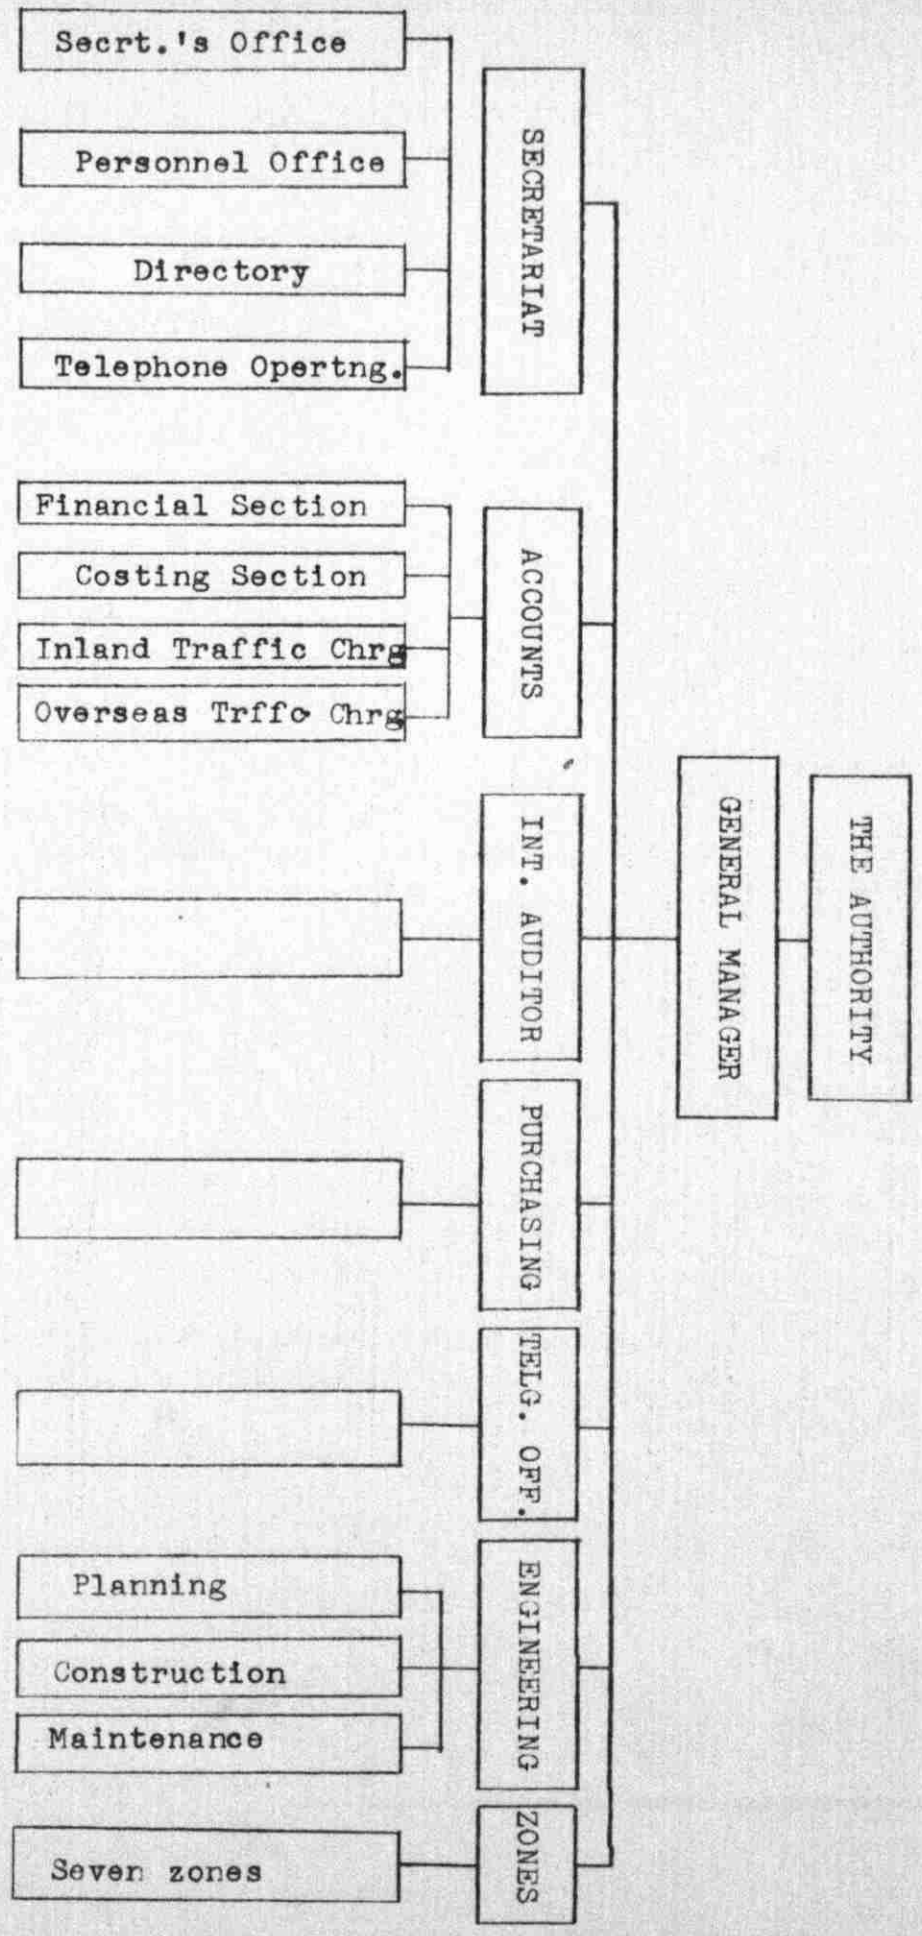 THE AUTHORITY
GENERAL MANAGER
SECRETARIAT
Secrt.'s Office
Personnel Office
Directory
Telephone Opertng.
ACCOUNTS
Financial Section
Costing Section
Inland Traffic Chrg
Overseas Trffc Chrg
INT. AUDITOR
PURCHASING
TELG. OFF.
ENGINEERING
Planning
Construction
Maintenance
ZONES
Seven zones